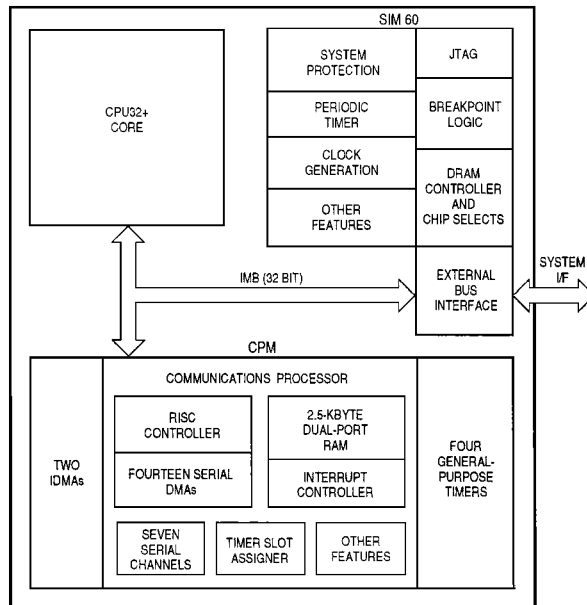 SIM 60
CPU32+
CORE
SYSTEM
PROTECTION
PERIODIC
TIMER
CLOCK
GENERATION
OTHER
FEATURES
JTAG
BREAKPOINT
LOGIC
DRAM
CONTROLLER
AND
CHIP SELECTS
EXTERNAL
BUS
INTERFACE
SYSTEM
I/F
IMB (32 BIT)
CPM
COMMUNICATIONS PROCESSOR
TWO
IDMAs
RISC
CONTROLLER
FOURTEEN SERIAL
DMAs
2.5-KBYTE
DUAL-PORT
RAM
INTERRUPT
CONTROLLER
SEVEN
SERIAL
CHANNELS
TIMER SLOT
ASSIGNER
OTHER
FEATURES
FOUR
GENERAL-
PURPOSE
TIMERS